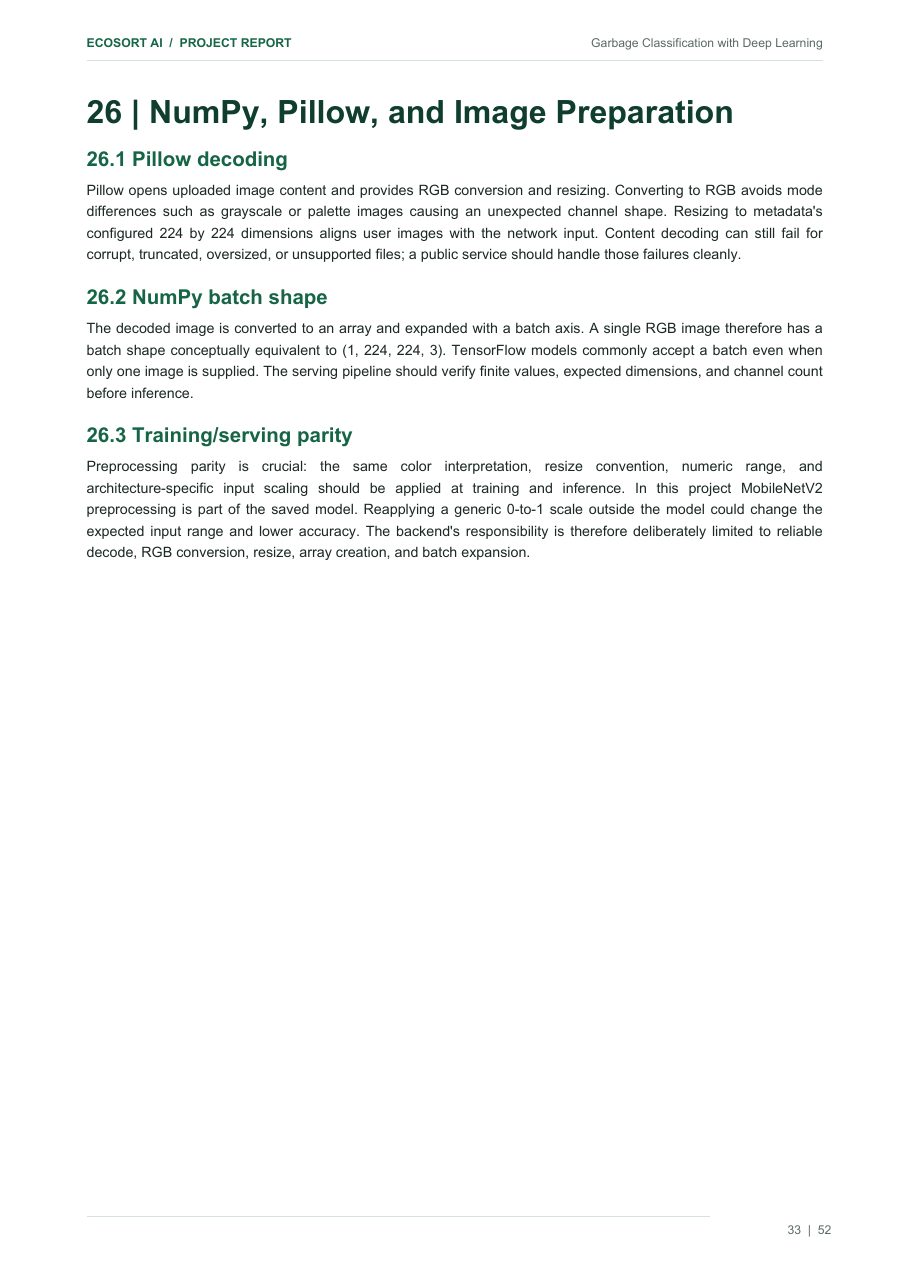 ECOSORT AI / PROJECT REPORT
Garbage Classification with Deep Learning
26 | NumPy, Pillow, and Image Preparation
26.1 Pillow decoding
Pillow opens uploaded image content and provides RGB conversion and resizing. Converting to RGB avoids mode
differences such as grayscale or palette images causing an unexpected channel shape. Resizing to metadata's
configured 224 by 224 dimensions aligns user images with the network input. Content decoding can still fail for
corrupt, truncated, oversized, or unsupported files; a public service should handle those failures cleanly.
26.2 NumPy batch shape
The decoded image is converted to an array and expanded with a batch axis. A single RGB image therefore has a
batch shape conceptually equivalent to (1, 224, 224, 3). TensorFlow models commonly accept a batch even when
only one image is supplied. The serving pipeline should verify finite values, expected dimensions, and channel count
before inference.
26.3 Training/serving parity
Preprocessing parity is crucial: the same color interpretation, resize convention, numeric range, and
architecture-specific input scaling should be applied at training and inference. In this project MobileNetV2
preprocessing is part of the saved model. Reapplying a generic 0-to-1 scale outside the model could change the
expected input range and lower accuracy. The backend's responsibility is therefore deliberately limited to reliable
decode, RGB conversion, resize, array creation, and batch expansion.
33 | 52